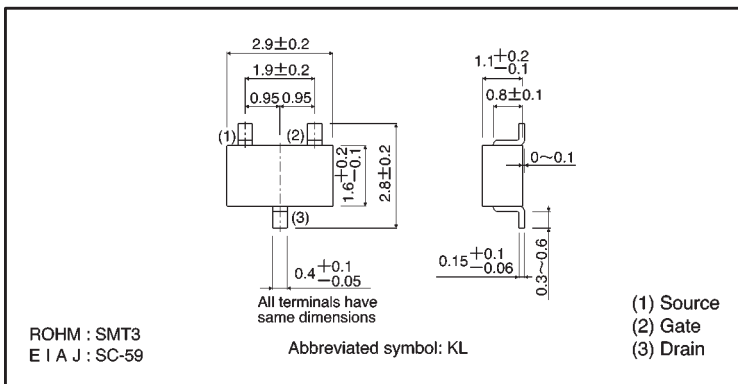 2.9±0.2
1.9±0.2
0.95 0.95
(1) (2)
(3)
1.6 +0.2 −0.1
2.8±0.2
0.4 +0.1 −0.05
All terminals have
same dimensions
1.1 +0.2 −0.1
0.8±0.1
0~0.1
0.15 +0.1 −0.06
0.3~0.6
ROHM : SMT3
E I A J : SC-59
Abbreviated symbol: KL
(1) Source
(2) Gate
(3) Drain